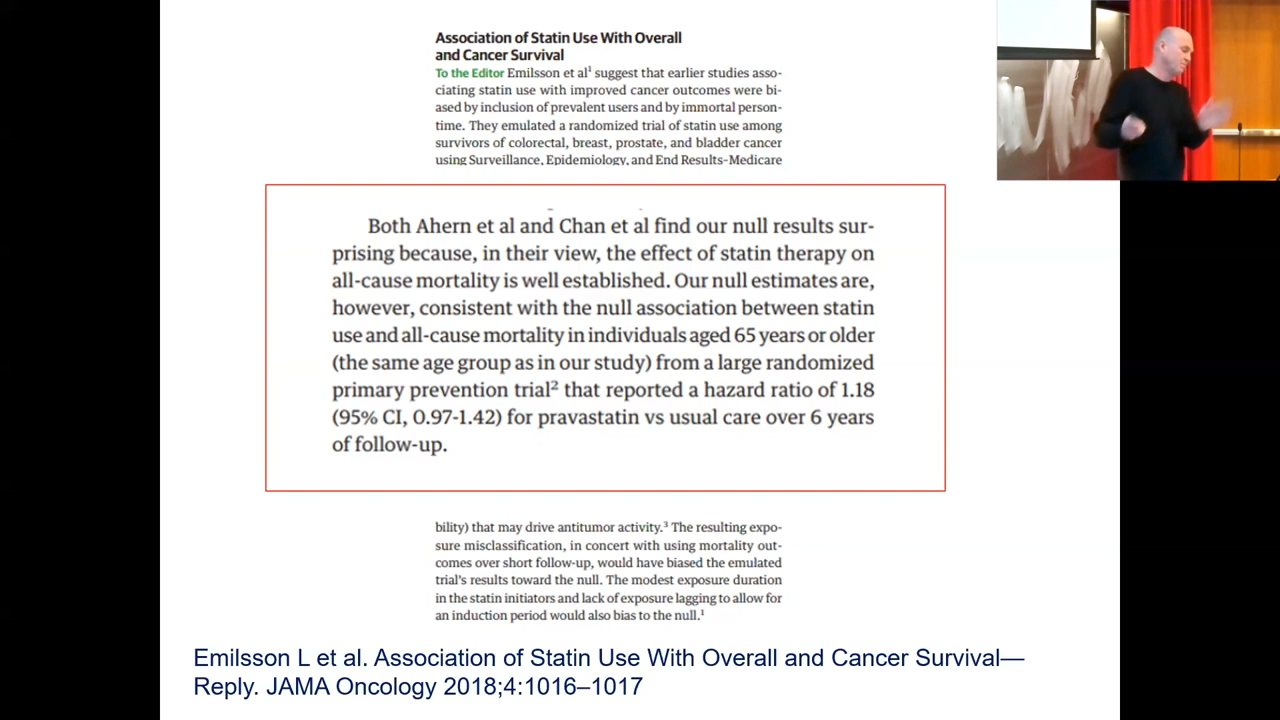 Association of Statin Use With Overall
and Cancer Survival
To the Editor Emilsson et al¹ suggest that earlier studies asso-
ciating statin use with improved cancer outcomes were bi-
ased by inclusion of prevalent users and by immortal person-
time. They emulated a randomized trial of statin use among
survivors of colorectal, breast, prostate, and bladder cancer
using Surveillance, Epidemiology, and End Results–Medicare
Both Ahern et al and Chan et al find our null results sur-
prising because, in their view, the effect of statin therapy on
all-cause mortality is well established. Our null estimates are,
however, consistent with the null association between statin
use and all-cause mortality in individuals aged 65 years or older
(the same age group as in our study) from a large randomized
primary prevention trial² that reported a hazard ratio of 1.18
(95% CI, 0.97-1.42) for pravastatin vs usual care over 6 years
of follow-up.
bility) that may drive antitumor activity.³ The resulting expo-
sure misclassification, in concert with using mortality out-
comes over short follow-up, would have biased the emulated
trial's results toward the null. The modest exposure duration
in the statin initiators and lack of exposure lagging to allow for
an induction period would also bias to the null.¹
Emilsson L et al. Association of Statin Use With Overall and Cancer Survival—
Reply. JAMA Oncology 2018;4:1016–1017